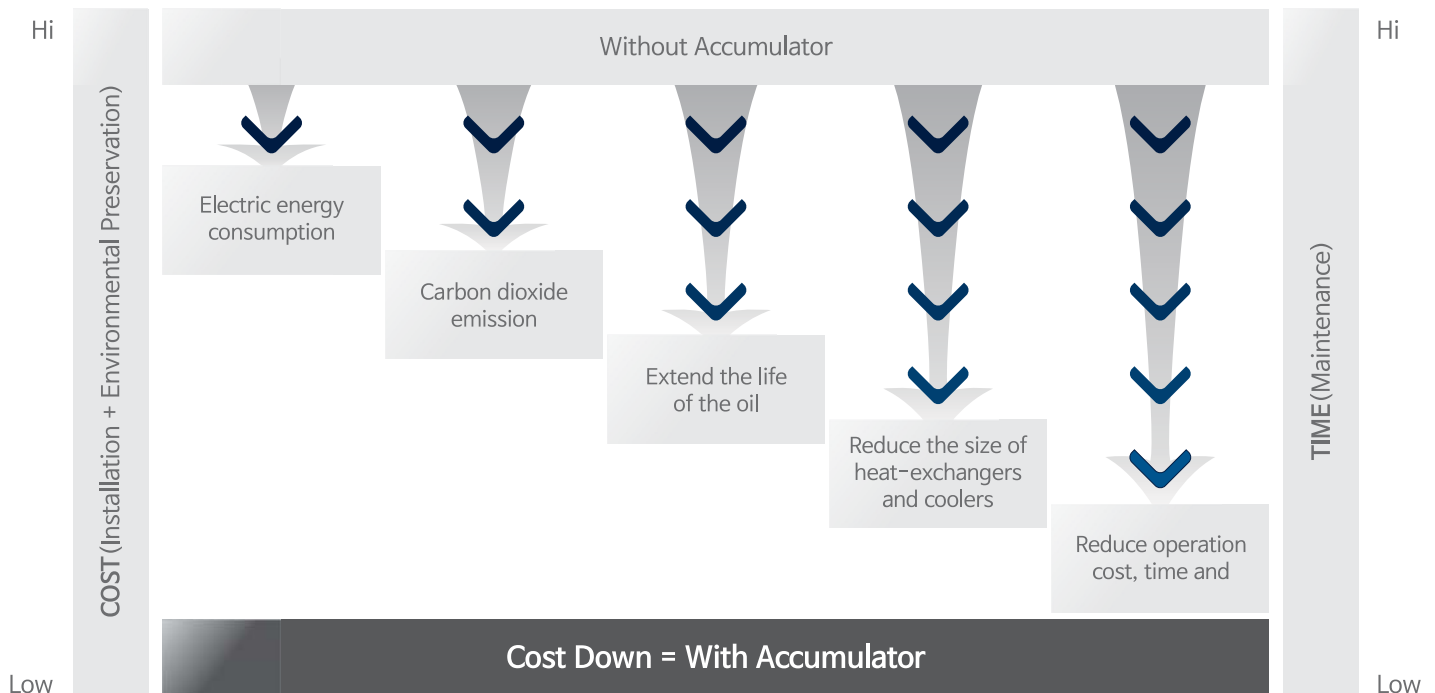 Hi
Hi
Without Accumulator
COST(Installation + Environmental Preservation)
TIME(Maintenance)
Electric energy
consumption
Carbon dioxide
emission
Extend the life
of the oil
Reduce the size of
heat-exchangers
and coolers
Reduce operation
cost, time and
Cost Down = With Accumulator
Low
Low